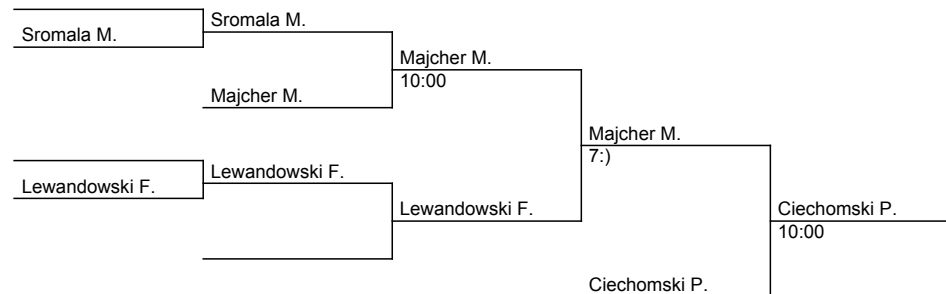 Sromala M.
Sromala M.
Majcher M.
10:00
Majcher M.
Majcher M.
7:)
Lewandowski F.
Lewandowski F.
Lewandowski F.
Ciechomski P.
10:00
Ciechomski P.